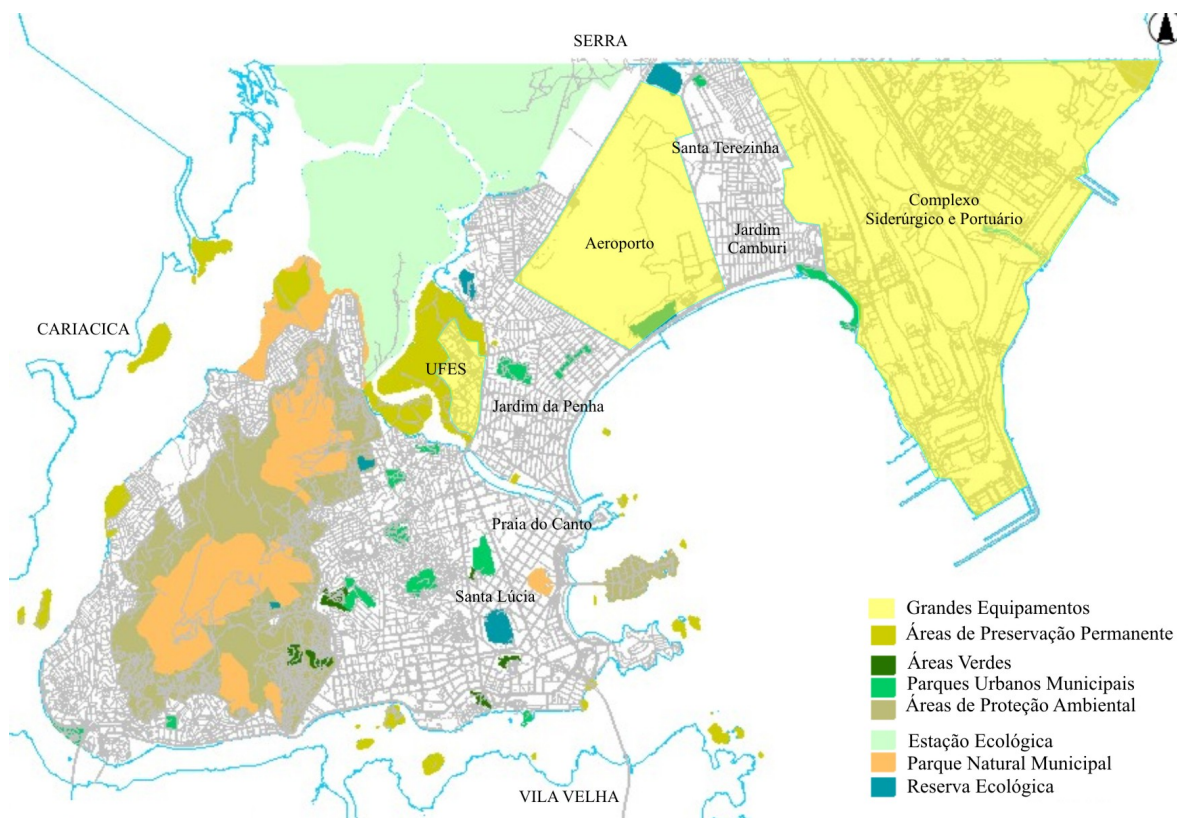 SERRA
Santa Terezinha
Complexo
Siderúrgico e Portuário
Jardim
Camburi
Aeroporto
CARIACICA
UFES
Jardim da Penha
Praia do Canto
Santa Lúcia
VILA VELHA
Grandes Equipamentos
Áreas de Preservação Permanente
Áreas Verdes
Parques Urbanos Municipais
Áreas de Proteção Ambiental
Estação Ecológica
Parque Natural Municipal
Reserva Ecológica